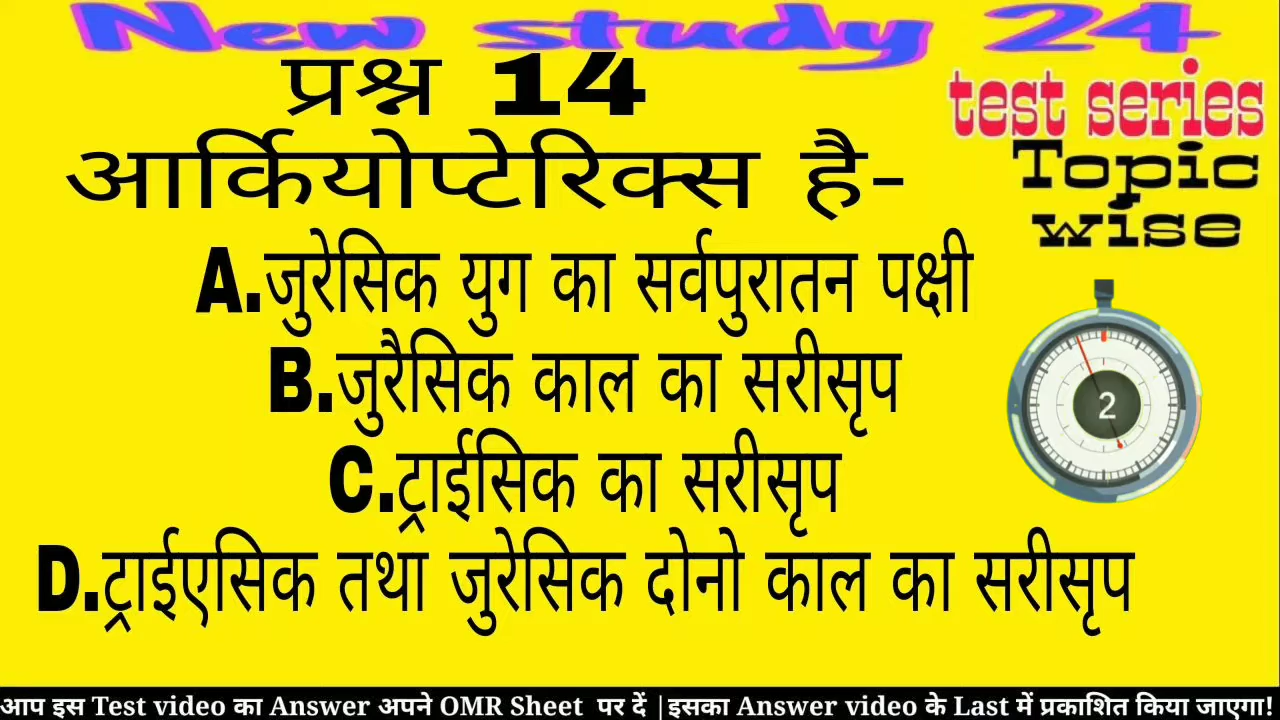 New study 24
प्रश्न 14
test series
Topic
wise
आर्कियोप्टेरिक्स है-
A.जुरेसिक युग का सर्वपुरातन पक्षी
B.जुरैसिक काल का सरीसृप
2
C.ट्राईसिक का सरीसृप
D.ट्राईएसिक तथा जुरेसिक दोनो काल का सरीसृप
आप इस Test video का Answer अपने OMR Sheet पर दें |इसका Answer video के Last में प्रकाशित किया जाएगा!